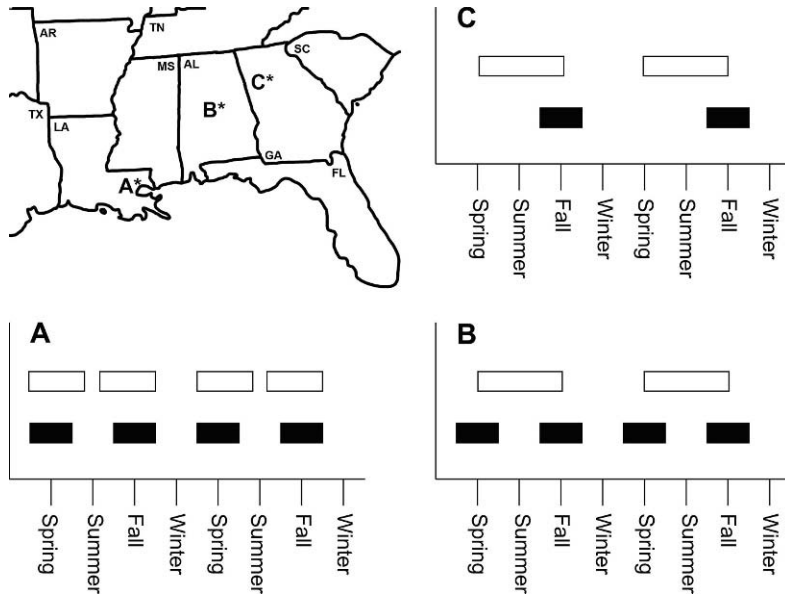 TN
AR
SC
MS AL
C*
B*
TX
LA
GA
A*
FL
C
Spring
Summer
Fall
Winter
Spring
Summer
Fall
Winter
A
Spring
Summer
Fall
Winter
Spring
Summer
Fall
Winter
B
Spring
Summer
Fall
Winter
Spring
Summer
Fall
Winter